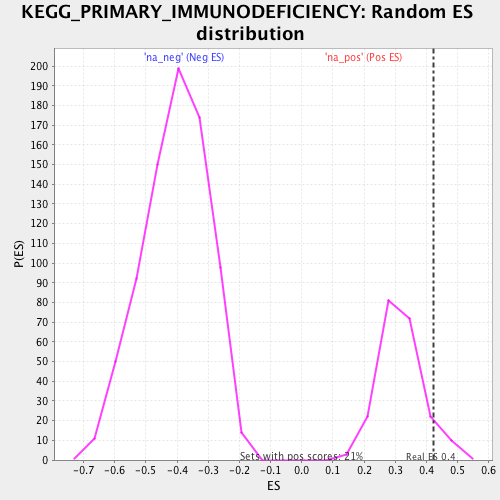 KEGG_PRIMARY_IMMUNODEFICIENCY: Random ES
distribution
'na_neg' (Neg ES)
'na_pos' (Pos ES)
200
190
180
170
160
150
140
130
120
110
100
90
80
70
60
50
40
30
20
10
0
P(ES)
Sets with pos scores: 21%
Real ES 0.4
-0.7 -0.6 -0.5 -0.4 -0.3 -0.2 -0.1 0.0 0.1 0.2 0.3 0.4 0.5 0.6
ES